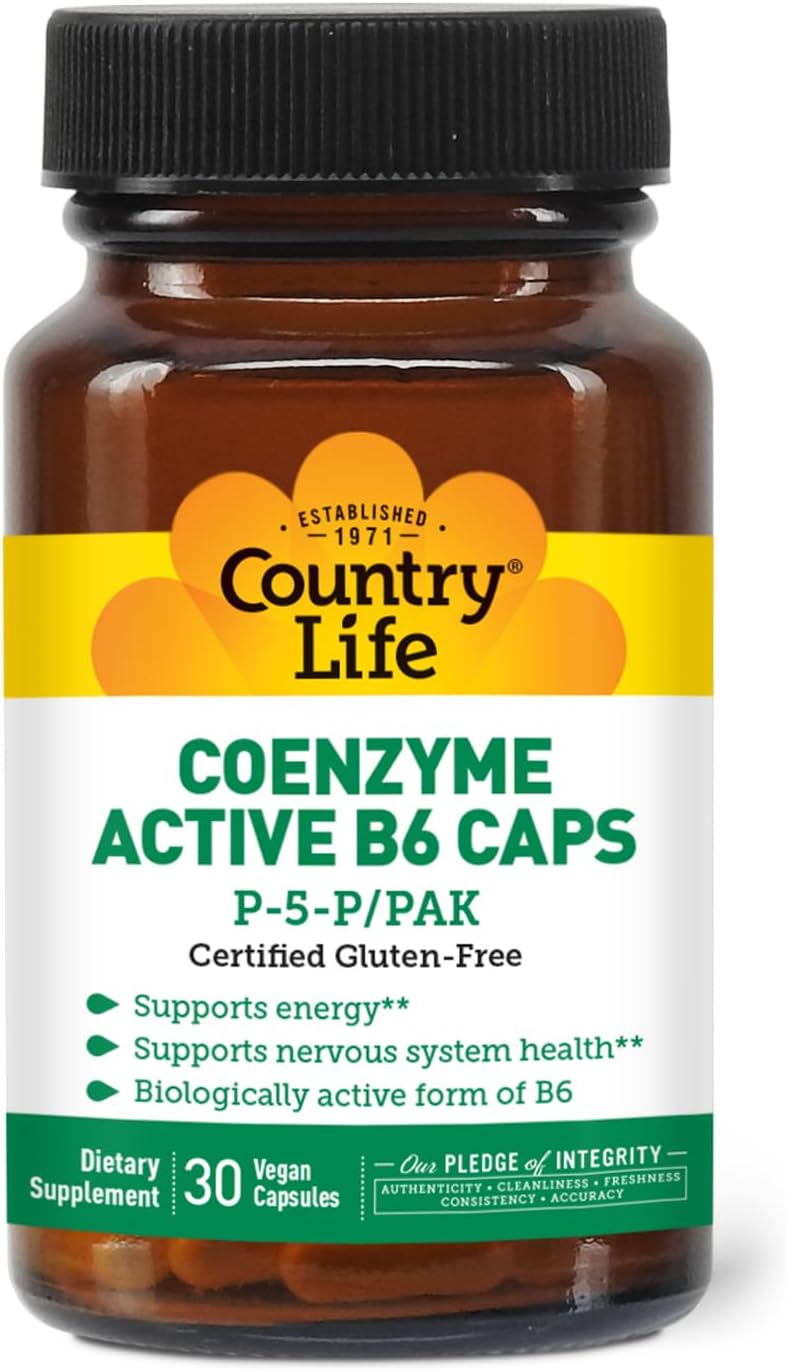 · ESTABLISHED ·
— 1971 —
Country®
Life
COENZYME
ACTIVE B6 CAPS
P-5-P/PAK
Certified Gluten-Free
Supports energy**
Supports nervous system health**
Biologically active form of B6
Dietary
Supplement
30
Vegan
Capsules
— Our PLEDGE of INTEGRITY —
AUTHENTICITY • CLEANLINESS • FRESHNESS
CONSISTENCY • ACCURACY